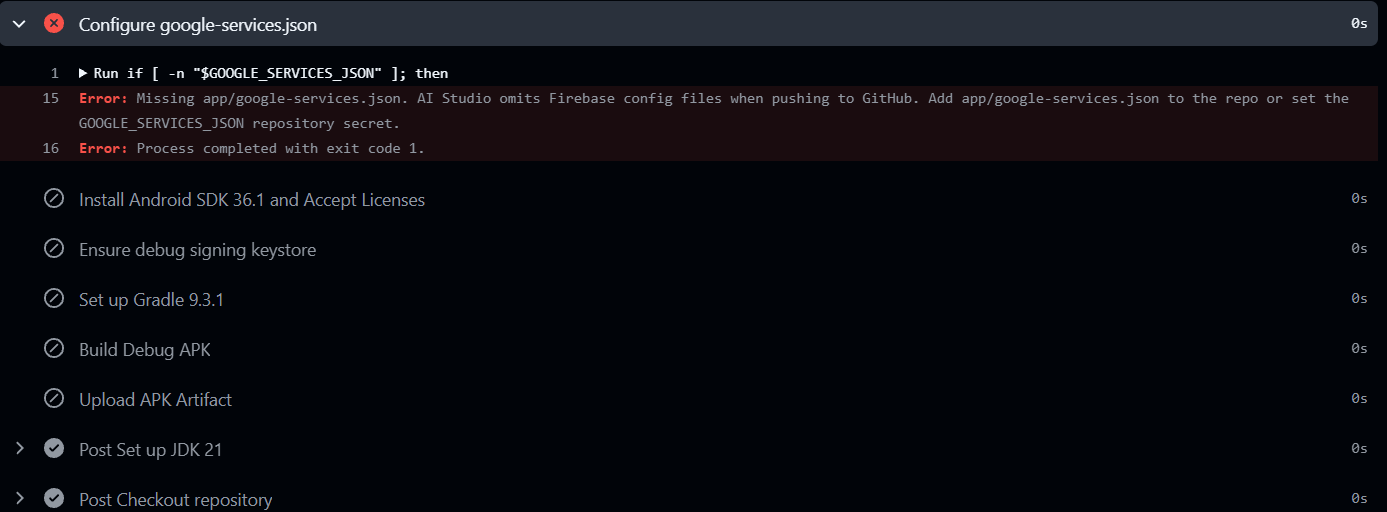 Configure google-services.json 0s
1 Run if [ -n "$GOOGLE_SERVICES_JSON" ]; then
15 Error: Missing app/google-services.json. AI Studio omits Firebase config files when pushing to GitHub. Add app/google-services.json to the repo or set the
GOOGLE_SERVICES_JSON repository secret.
16 Error: Process completed with exit code 1.
Install Android SDK 36.1 and Accept Licenses 0s
Ensure debug signing keystore 0s
Set up Gradle 9.3.1 0s
Build Debug APK 0s
Upload APK Artifact 0s
Post Set up JDK 21 0s
Post Checkout repository 0s